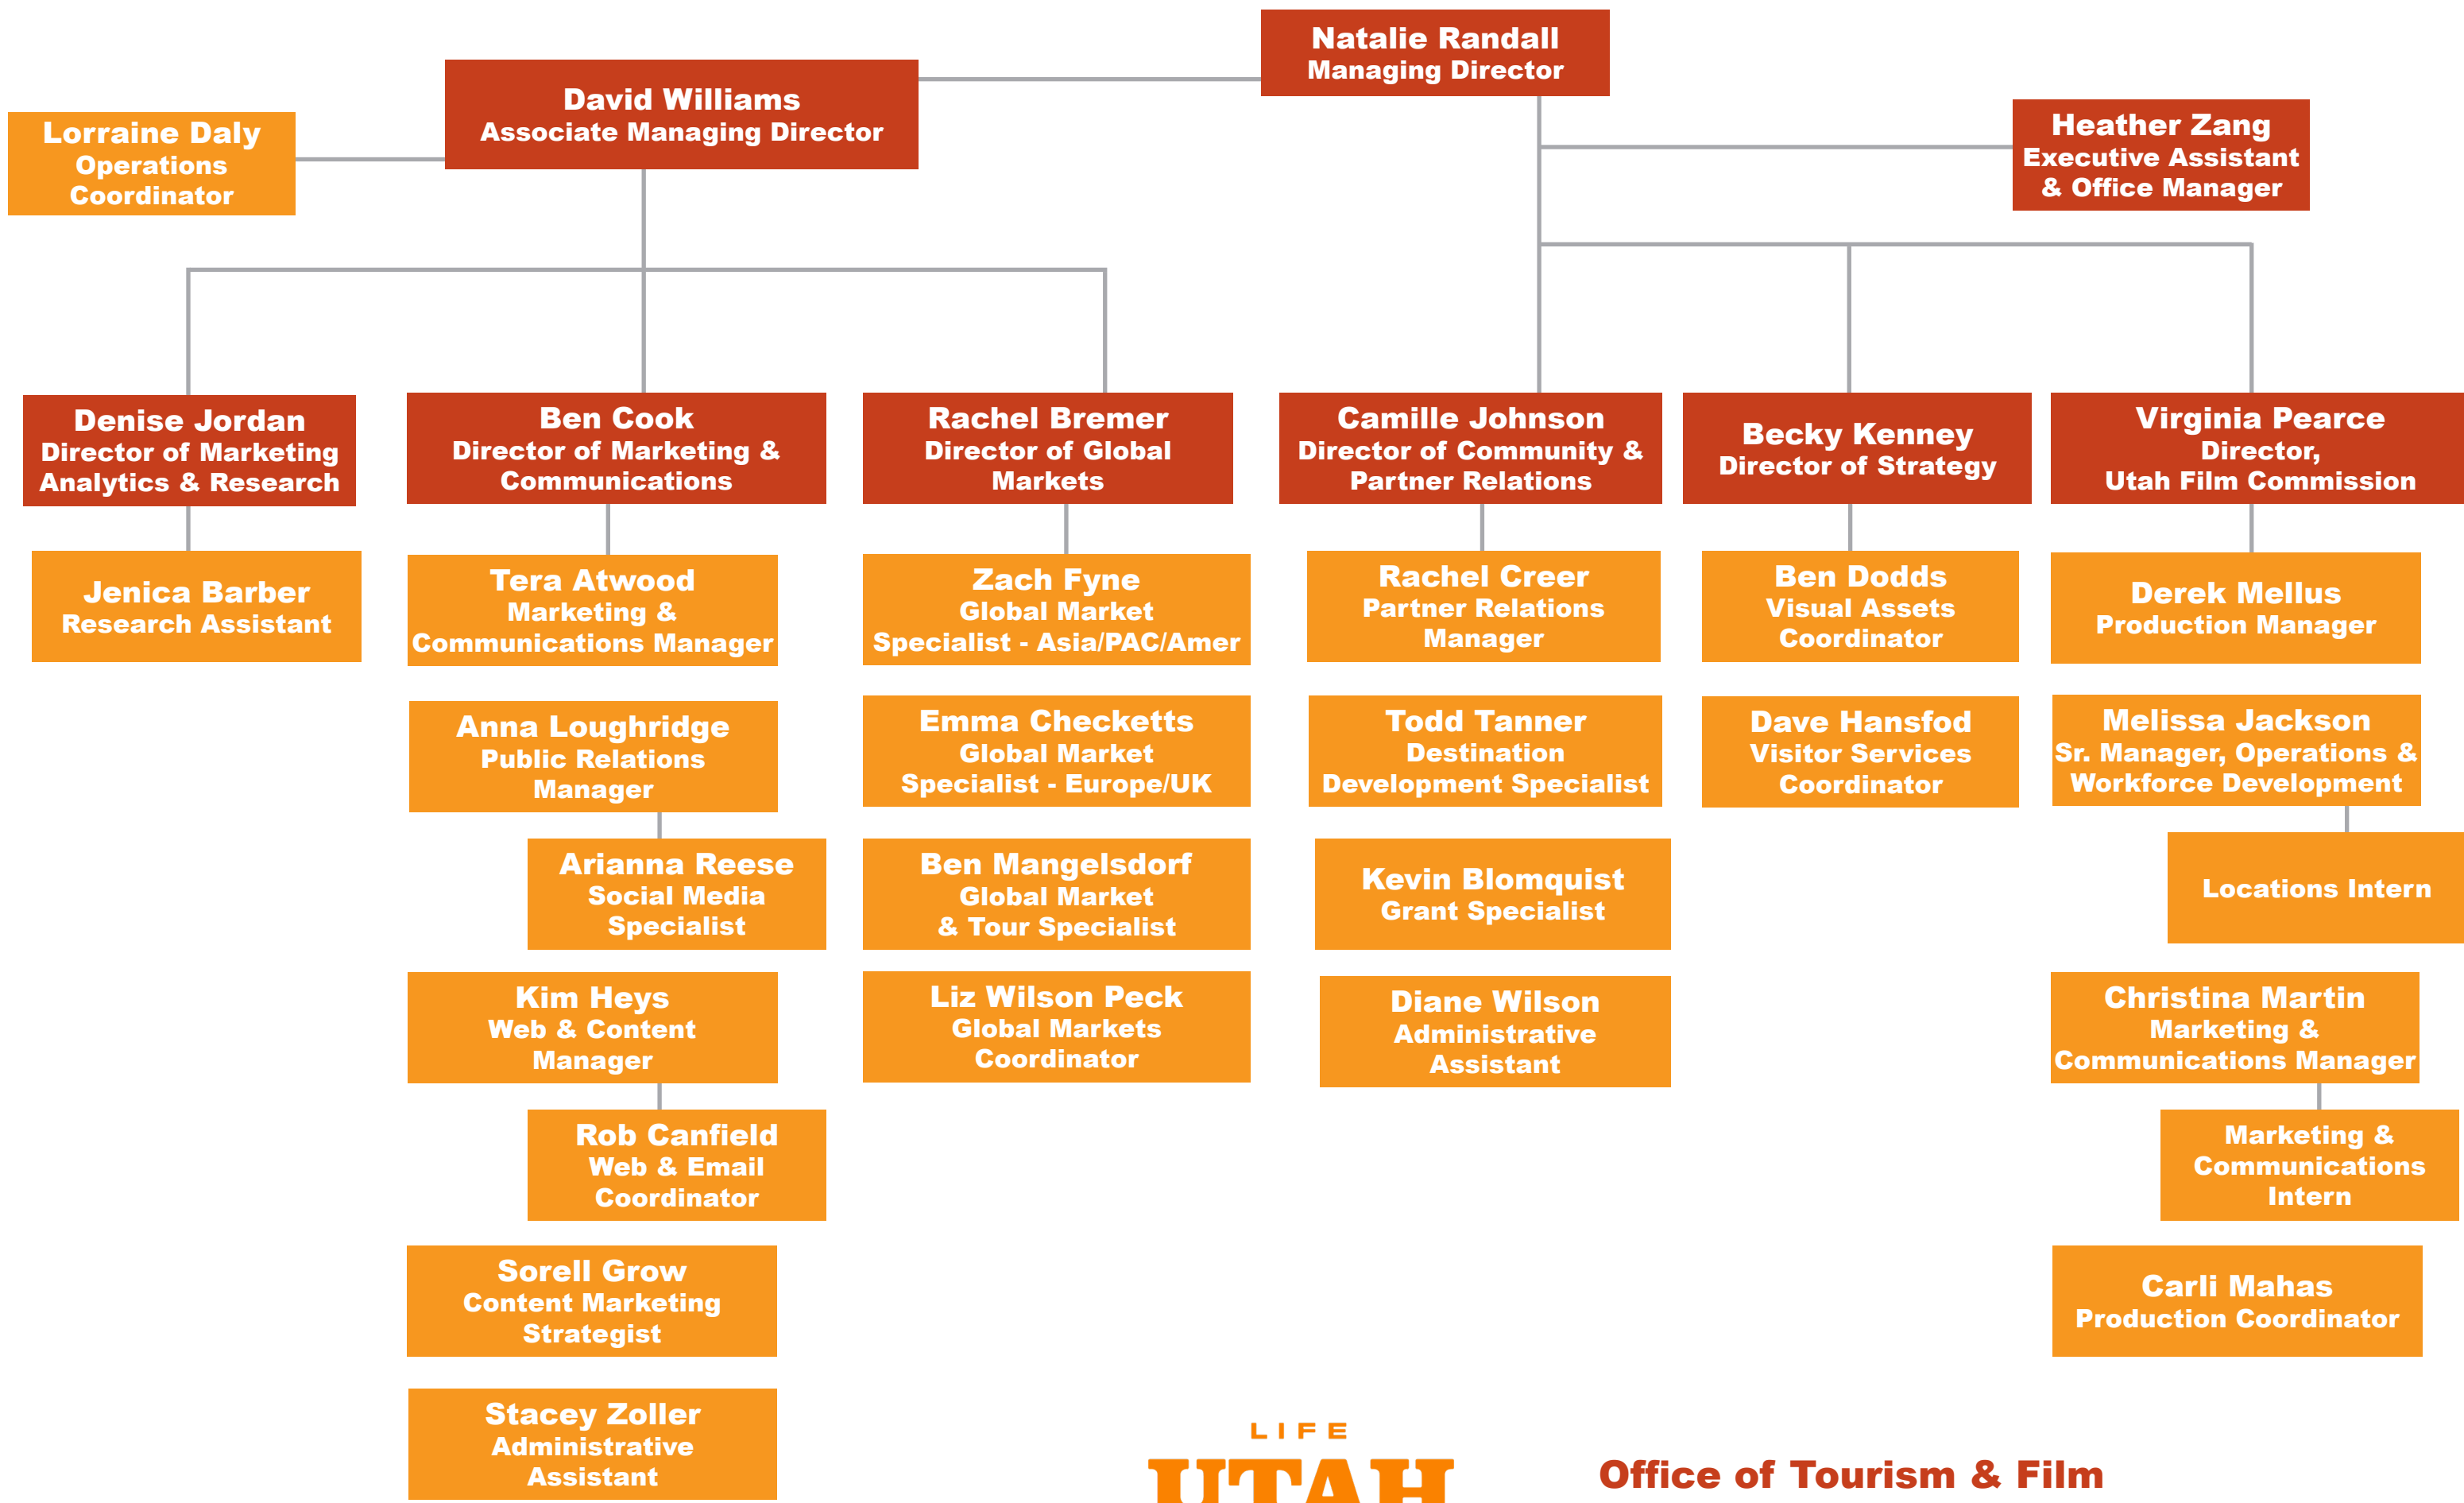 Natalie Randall
Managing Director
David Williams
Associate Managing Director
Lorraine Daly
Operations
Coordinator
Heather Zang
Executive Assistant
& Office Manager
Denise Jordan
Director of Marketing
Analytics & Research
Jenica Barber
Research Assistant
Ben Cook
Director of Marketing &
Communications
Tera Atwood
Marketing &
Communications Manager
Anna Loughridge
Public Relations
Manager
Arianna Reese
Social Media
Specialist
Kim Heys
Web & Content
Manager
Rob Canfield
Web & Email
Coordinator
Sorell Grow
Content Marketing
Strategist
Stacey Zoller
Administrative
Assistant
Rachel Bremer
Director of Global
Markets
Zach Fyne
Global Market
Specialist - Asia/PAC/Amer
Emma Checketts
Global Market
Specialist - Europe/UK
Ben Mangelsdorf
Global Market
& Tour Specialist
Liz Wilson Peck
Global Markets
Coordinator
Camille Johnson
Director of Community &
Partner Relations
Rachel Creer
Partner Relations
Manager
Todd Tanner
Destination
Development Specialist
Kevin Blomquist
Grant Specialist
Diane Wilson
Administrative
Assistant
Becky Kenney
Director of Strategy
Ben Dodds
Visual Assets
Coordinator
Dave Hansfod
Visitor Services
Coordinator
Virginia Pearce
Director,
Utah Film Commission
Derek Mellus
Production Manager
Melissa Jackson
Sr. Manager, Operations &
Workforce Development
Locations Intern
Christina Martin
Marketing &
Communications Manager
Marketing &
Communications
Intern
Carli Mahas
Production Coordinator
LIFE
UTAH
Office of Tourism & Film